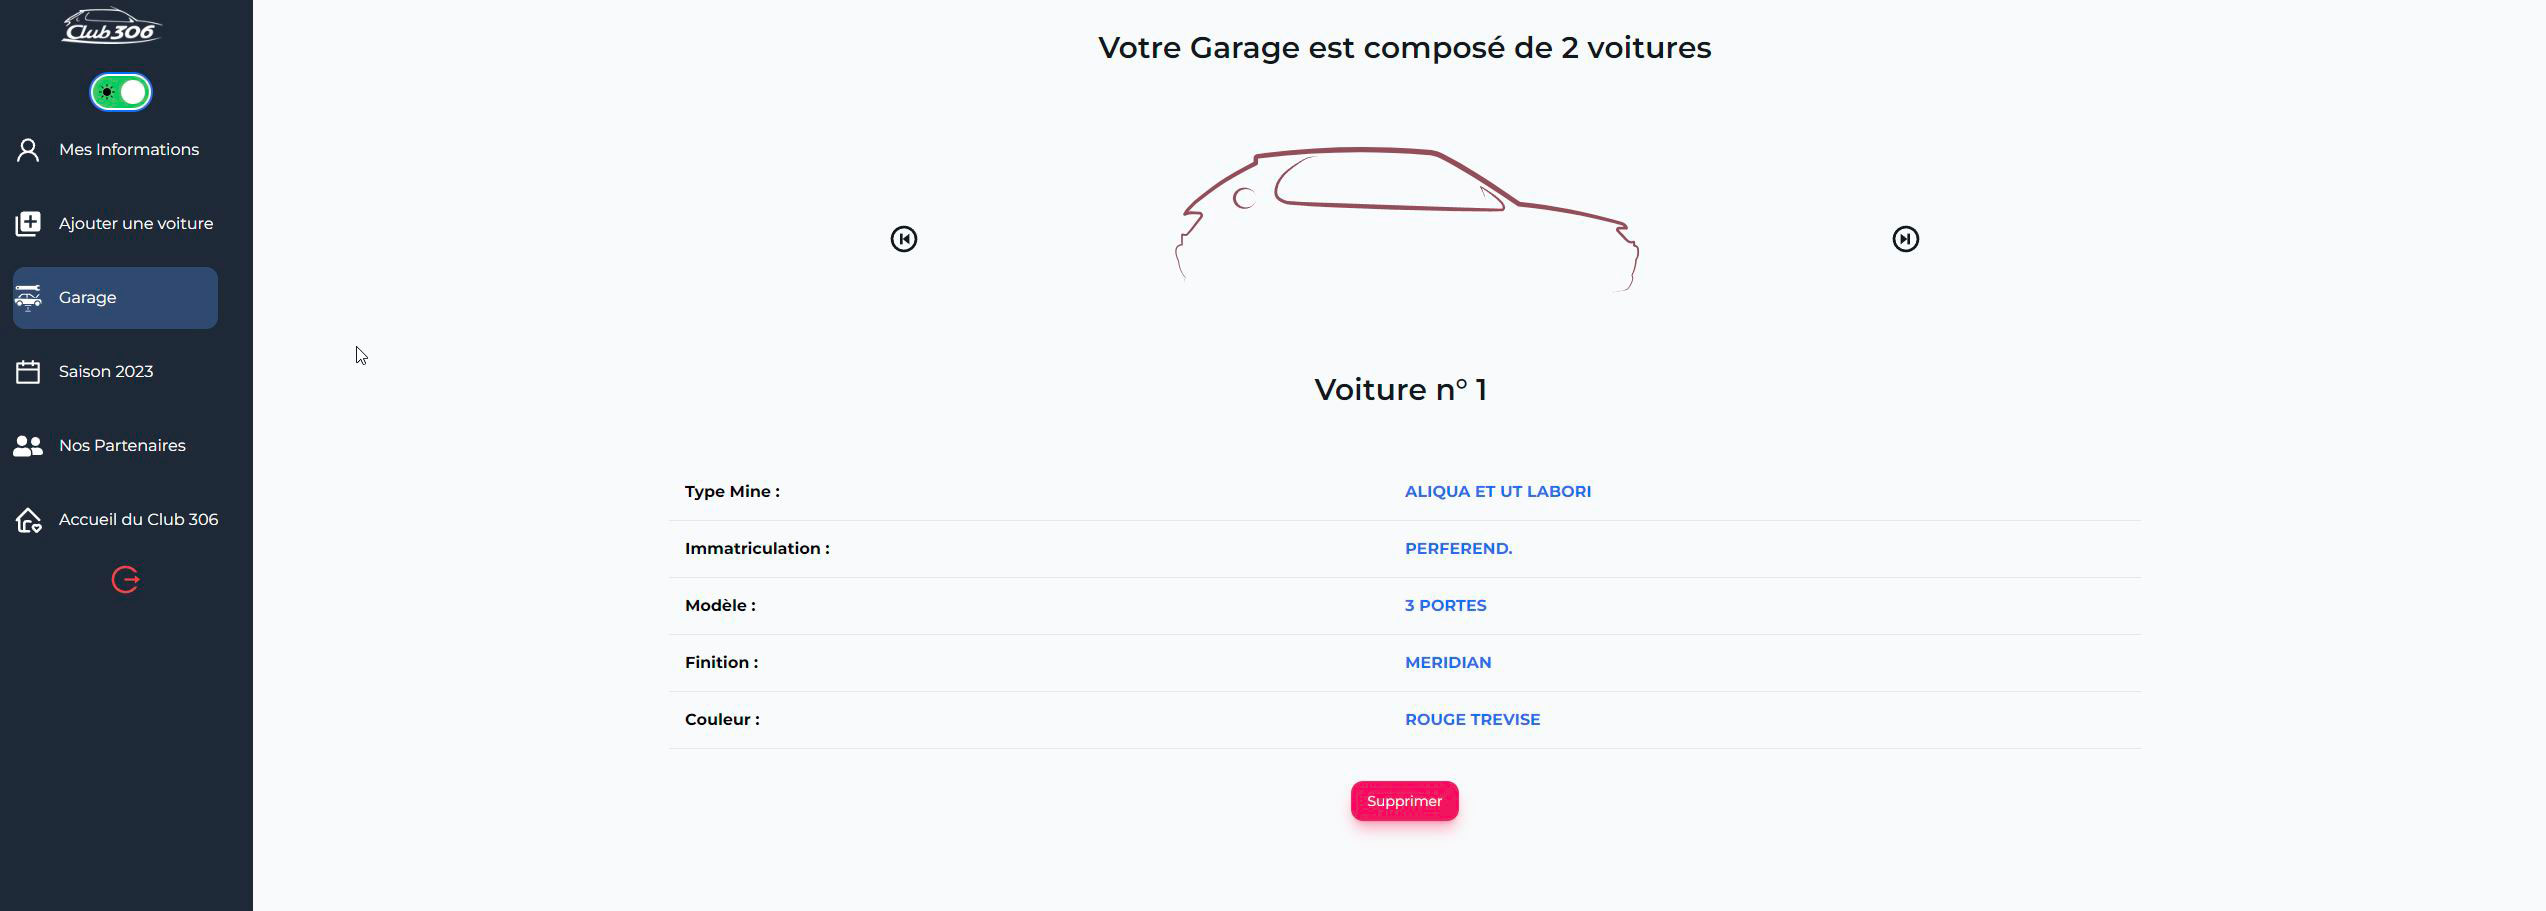 Club 306
Mes Informations
Ajouter une voiture
Garage
Saison 2023
Nos Partenaires
Accueil du Club 306
Votre Garage est composé de 2 voitures
Voiture n° 1
Type Mine : ALIQUA ET UT LABORI
Immatriculation : PERFEREND.
Modèle : 3 PORTES
Finition : MERIDIAN
Couleur : ROUGE TREVISE
Supprimer